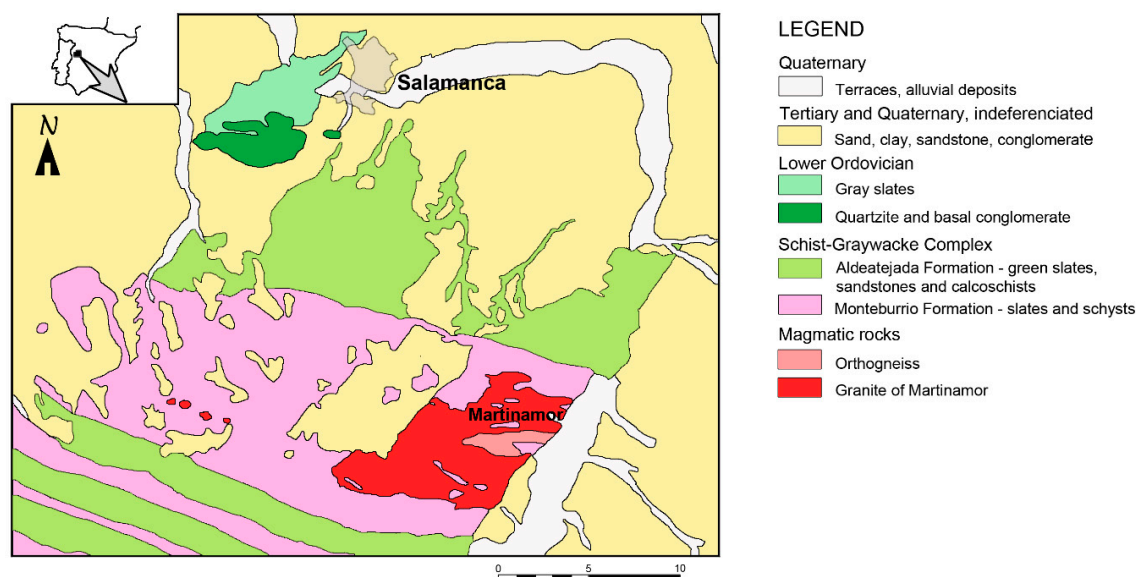 N
Salamanca
Martinamor
0 5 10
LEGEND
Quaternary
Terraces, alluvial deposits
Tertiary and Quaternary, indeferenciated
Sand, clay, sandstone, conglomerate
Lower Ordovician
Gray slates
Quartzite and basal conglomerate
Schist-Graywacke Complex
Aldeatejada Formation - green slates,
sandstones and calcoschists
Monteburrio Formation - slates and schysts
Magmatic rocks
Orthogneiss
Granite of Martinamor